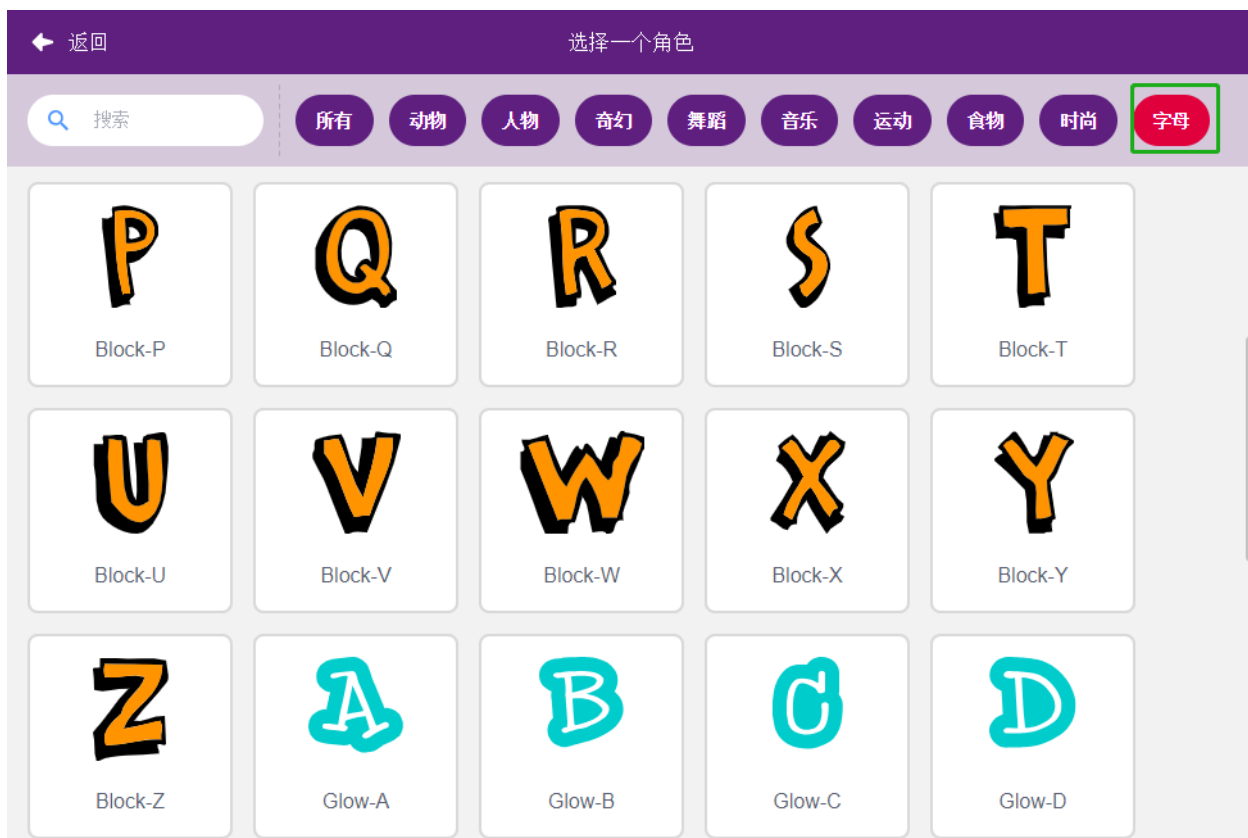 返回 选择一个角色
搜索 所有 动物 人物 奇幻 舞蹈 音乐 运动 食物 时尚 字母
P Q R S T
Block-P Block-Q Block-R Block-S Block-T
U V W X Y
Block-U Block-V Block-W Block-X Block-Y
Z A B C D
Block-Z Glow-A Glow-B Glow-C Glow-D